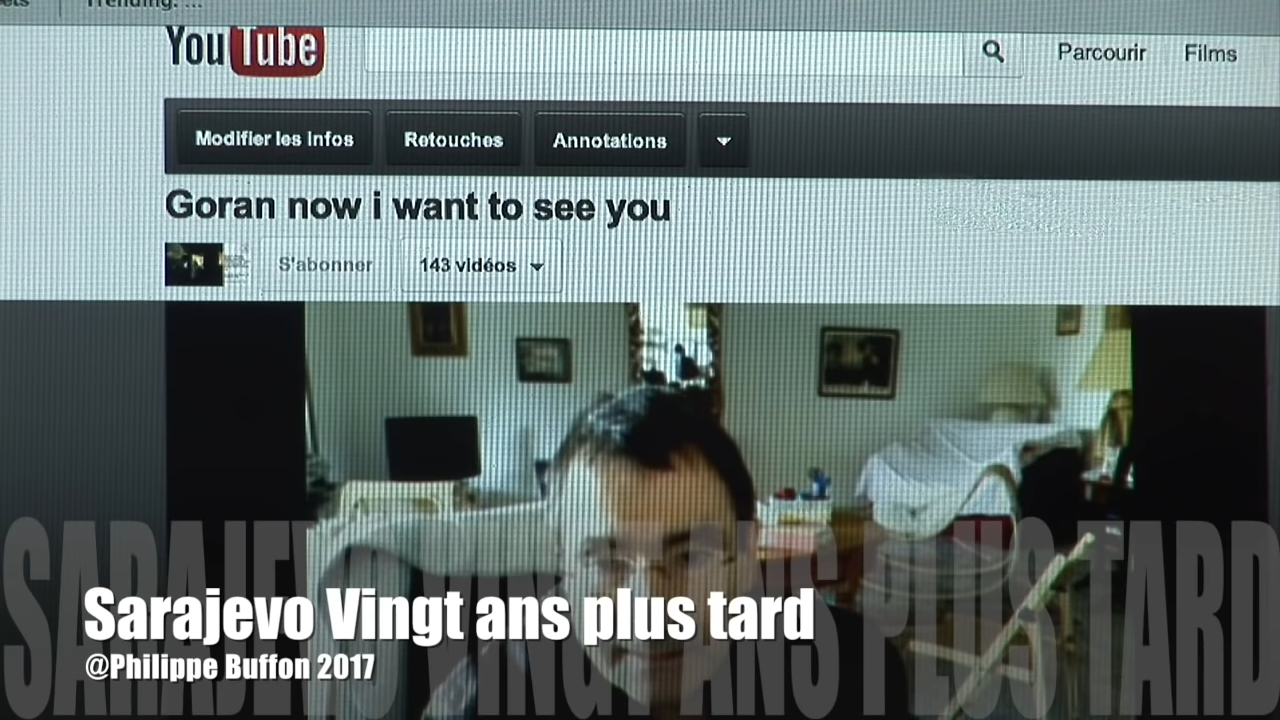 Trending: ...
YouTube
Parcourir
Films
Modifier les infos
Retouches
Annotations
Goran now i want to see you
S'abonner
143 vidéos
SARAJEVO VINGT ANS PLUS TARD
Sarajevo Vingt ans plus tard
@Philippe Buffon 2017